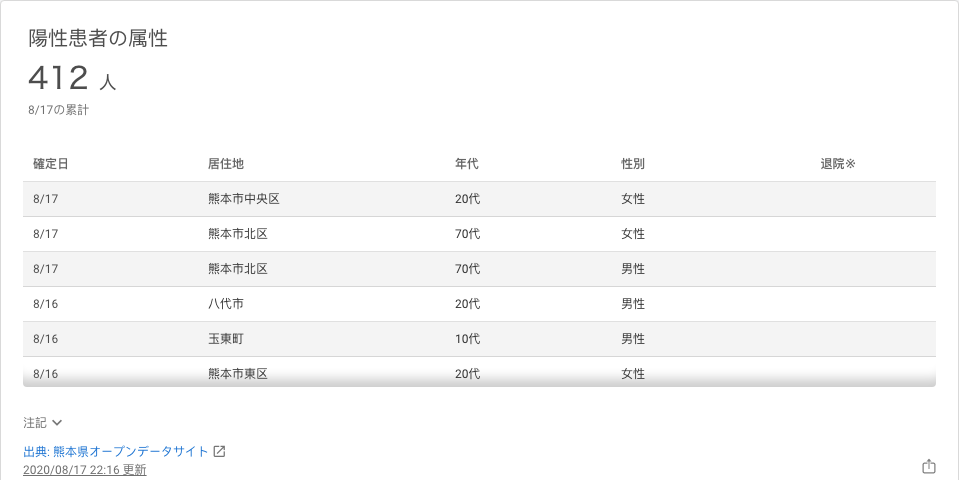 陽性患者の属性
412 人
8/17の累計
確定日 居住地 年代 性別 退院※
8/17 熊本市中央区 20代 女性
8/17 熊本市北区 70代 女性
8/17 熊本市北区 70代 男性
8/16 八代市 20代 男性
8/16 玉東町 10代 男性
8/16 熊本市東区 20代 女性
注記
出典: 熊本県オープンデータサイト
2020/08/17 22:16 更新